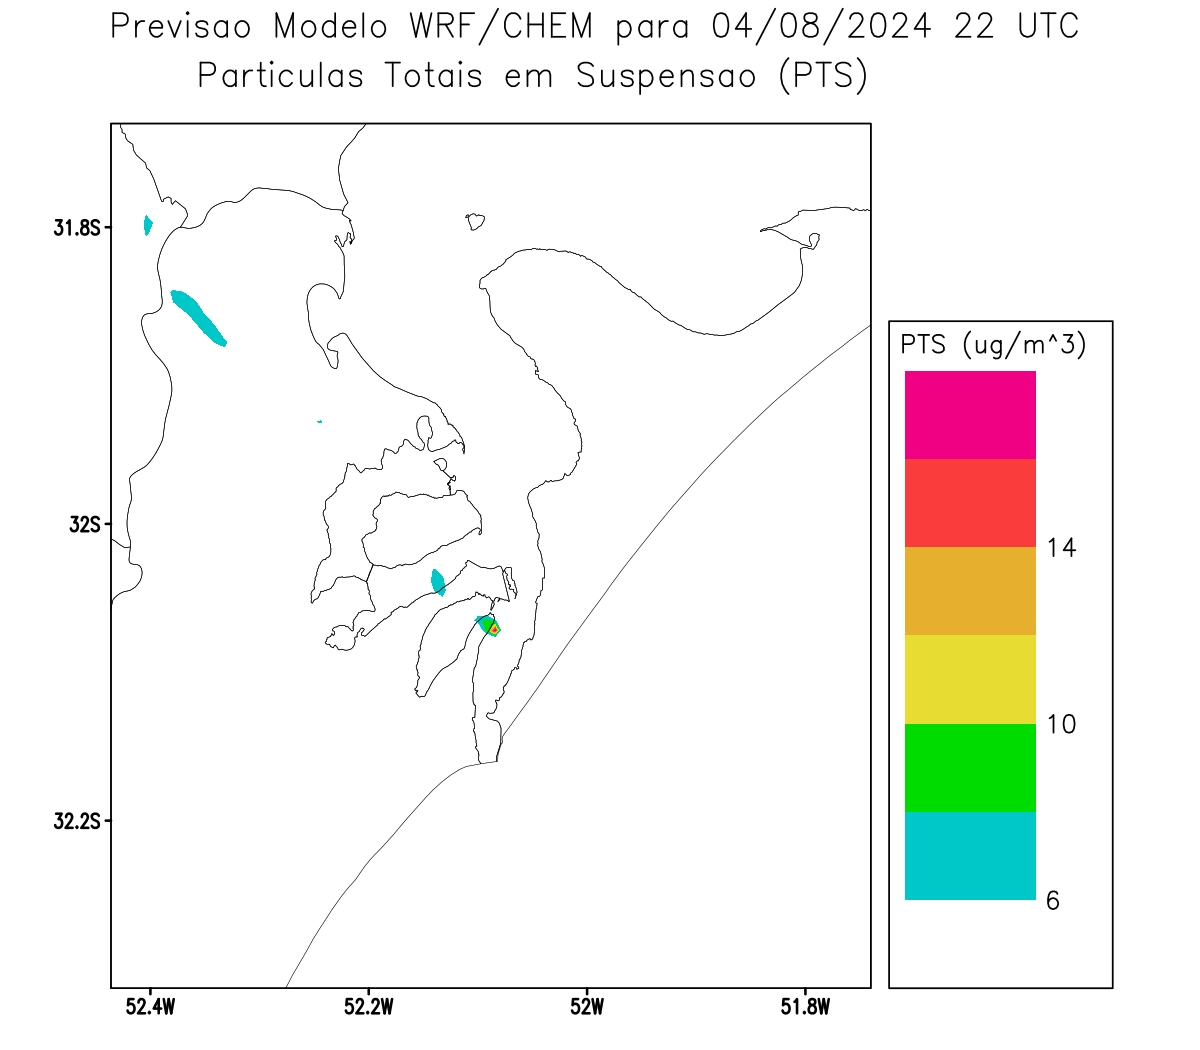 Previsao Modelo WRF/CHEM para 04/08/2024 22 UTC
Particulas Totais em Suspensao (PTS)
31.8S
32S
32.2S
52.4W
52.2W
52W
51.8W
PTS (ug/m^3)
14
10
6